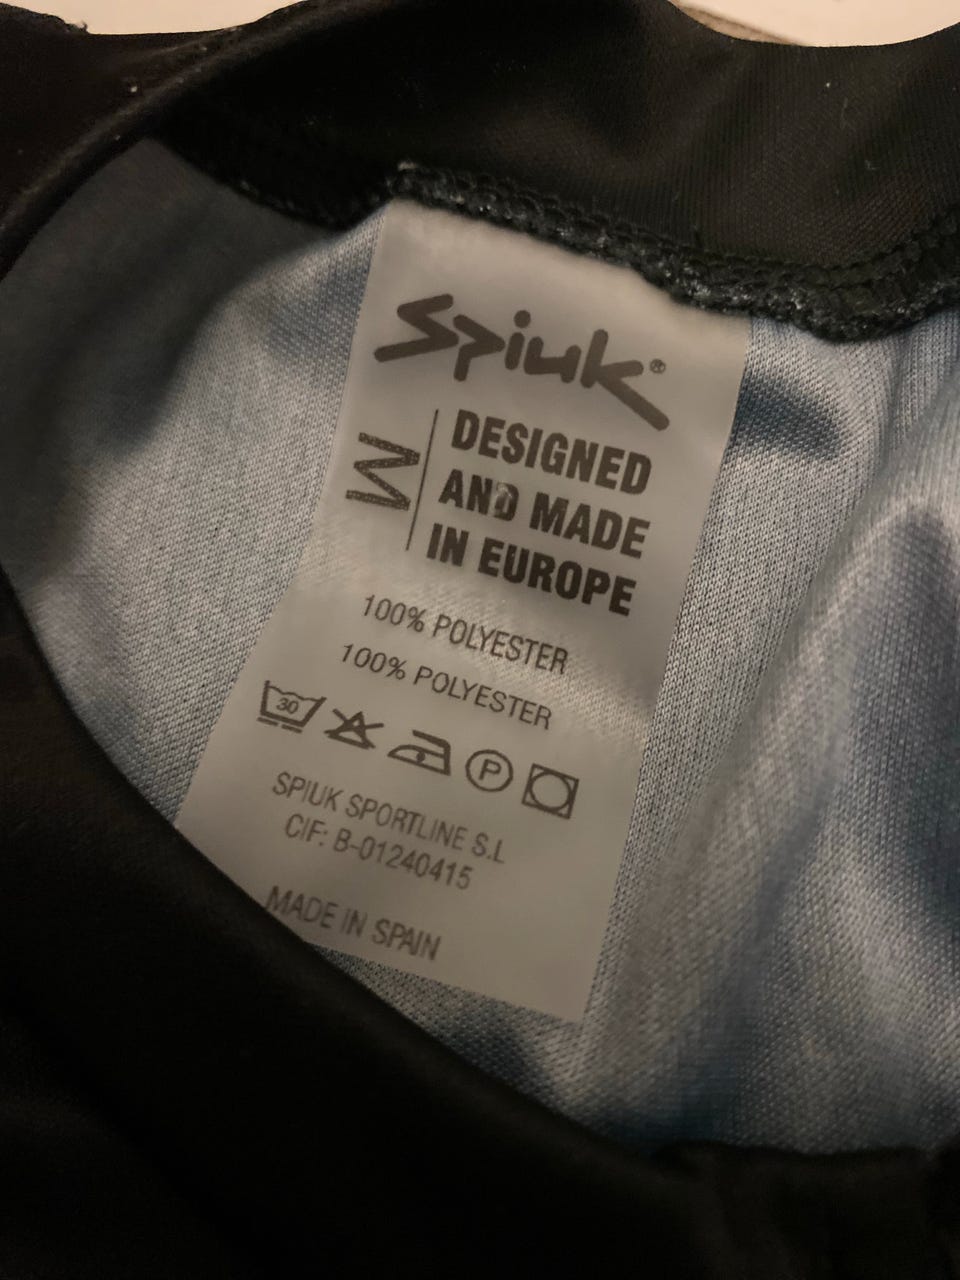 Spiuk®
M
DESIGNED
AND MADE
IN EUROPE
100% POLYESTER
100% POLYESTER
30
P
SPIUK SPORTLINE S.L
CIF: B-01240415
MADE IN SPAIN